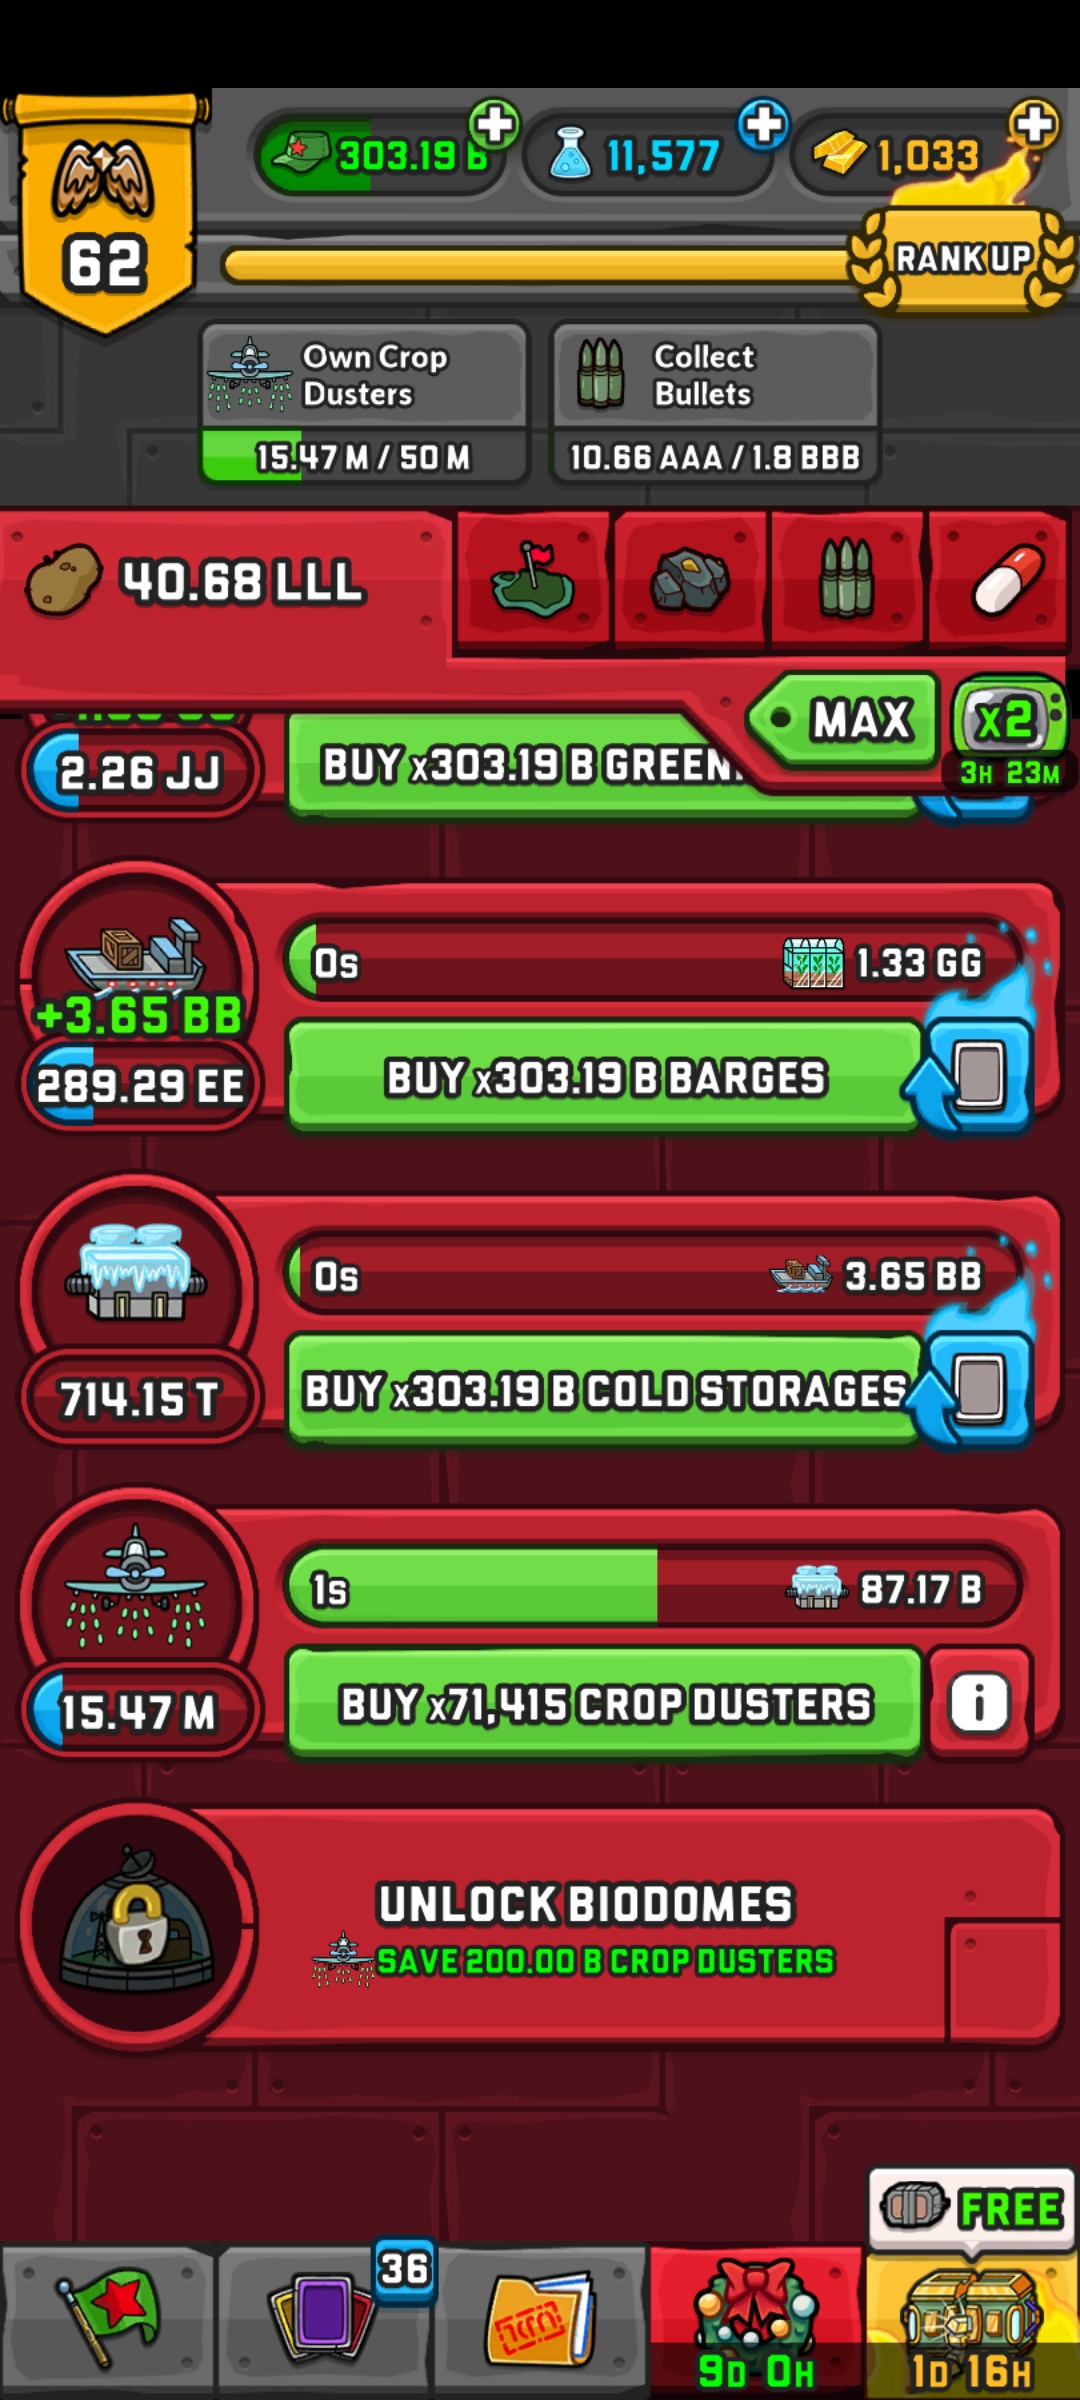 303.19 B
11,577
1,033
62
RANK UP
Own Crop
Dusters
15.47 M / 50 M
Collect
Bullets
10.66 AAA / 1.8 BBB
40.68 LLL
MAX
x2
3H 23M
2.26 JJ
BUY x303.19 B GREEN
+3.65 BB
289.29 EE
0s
1.33 GG
BUY x303.19 B BARGES
714.15 T
0s
3.65 BB
BUY x303.19 B COLD STORAGES
15.47 M
1s
87.17 B
BUY x71,415 CROP DUSTERS
i
UNLOCK BIODOMES
SAVE 200.00 B CROP DUSTERS
FREE
36
9D 0H
1D 16H